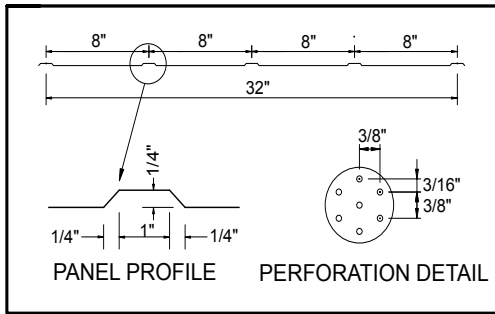 8" 8" 8" 8"
32"
3/8"
1/4"
3/16"
3/8"
1/4" 1" 1/4"
PANEL PROFILE PERFORATION DETAIL